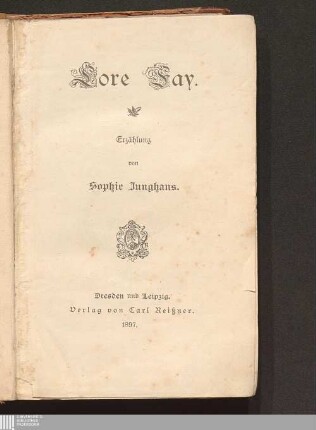 Lore Fay.
Erzählung
von
Sophie Junghans.
Dresden und Leipzig.
Verlag von Carl Reißner.
1897.